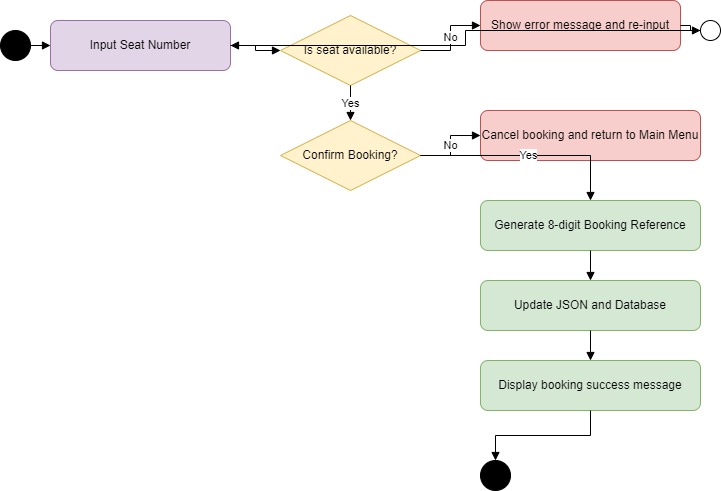 Input Seat Number
Is seat available?
No
Show error message and re-input
Yes
Confirm Booking?
No
Cancel booking and return to Main Menu
Yes
Generate 8-digit Booking Reference
Update JSON and Database
Display booking success message